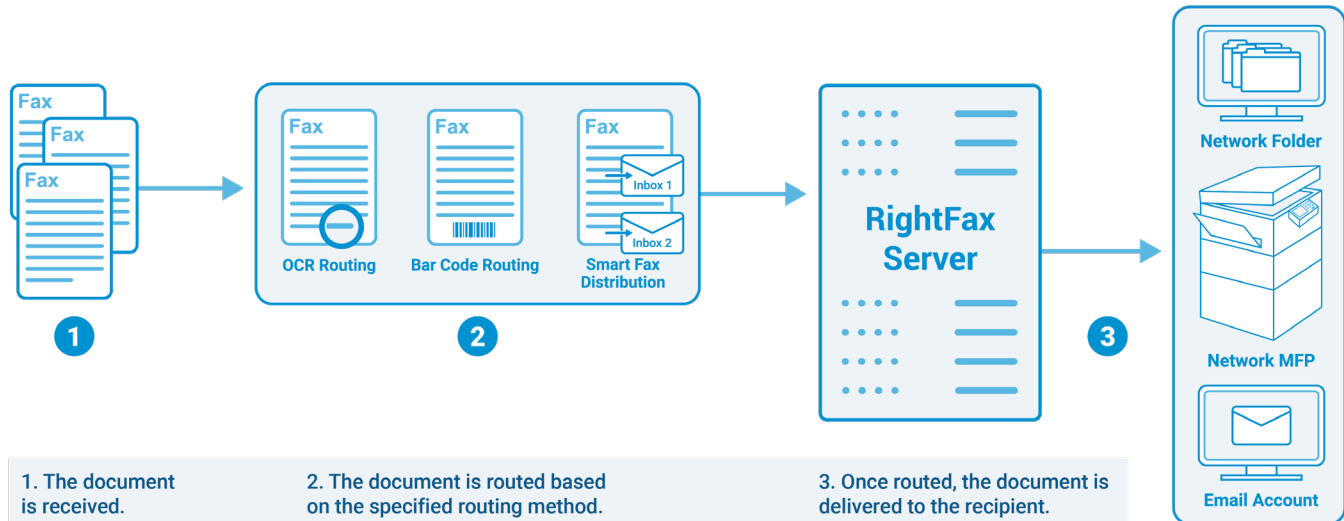 Fax
Fax
Fax
1
Fax
OCR Routing
Fax
Bar Code Routing
Fax
Inbox 1
Inbox 2
Smart Fax
Distribution
2
RightFax
Server
3
Network Folder
Network MFP
Email Account
1. The document
is received.
2. The document is routed based
on the specified routing method.
3. Once routed, the document is
delivered to the recipient.